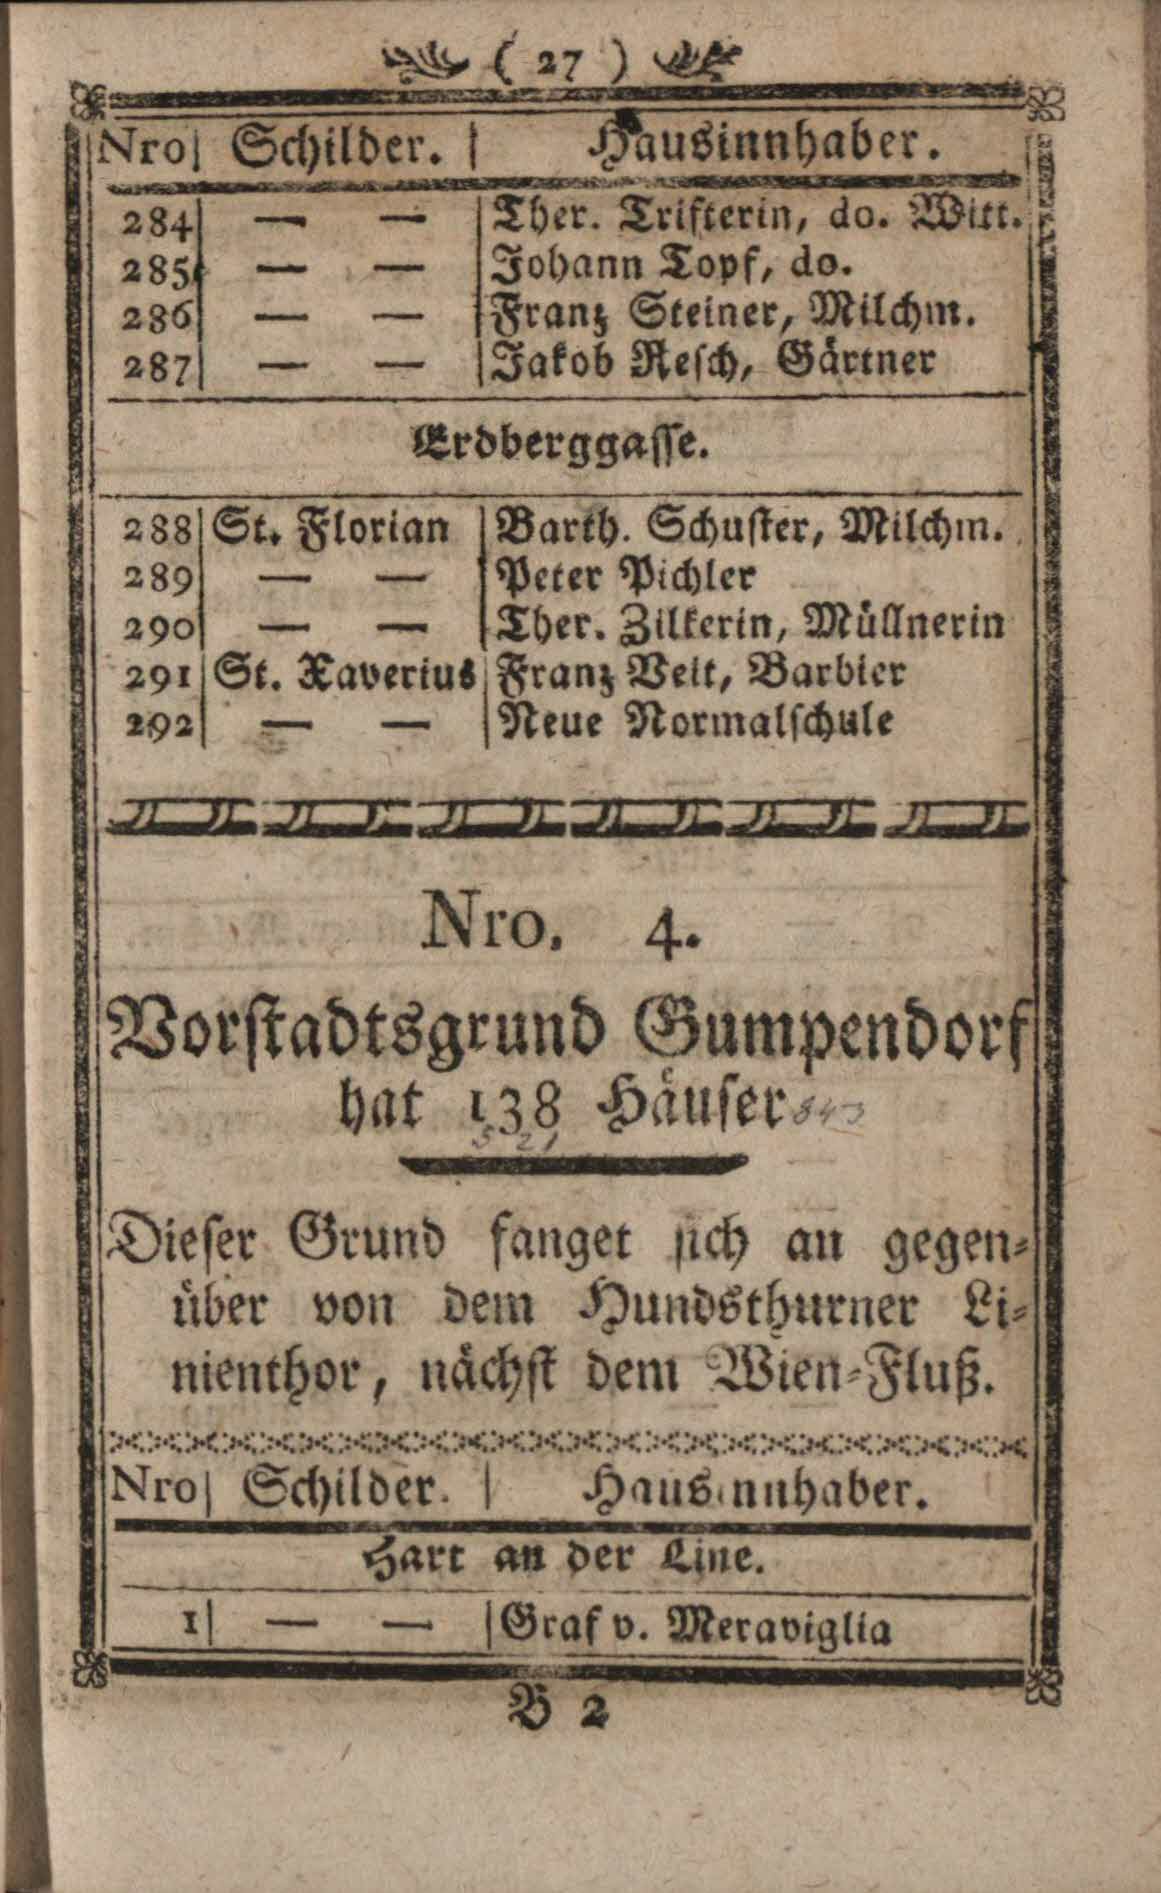 ( 27 )
Nro | Schilder. | Hausinnhaber.
284 | — — | Ther. Trifterin, do. Witt.
285 | — — | Johann Topf, do.
286 | — — | Franz Steiner, Milchm.
287 | — — | Jakob Resch, Gärtner
Erdberggasse.
288 | St. Florian | Barth. Schuster, Milchm.
289 | — — | Peter Pichler
290 | — — | Ther. Zilkerin, Müllnerin
291 | St. Xaverius | Franz Veit, Barbier
292 | — — | Neue Normalschule
Nro. 4.
Vorstadtsgrund Gumpendorf
hat 138 Häuser 843
521
Dieser Grund fanget sich an gegen-
über von dem Hundsthurner Li-
nienthor, nächst dem Wien-Fluß.
Nro | Schilder. | Hausinnhaber.
Hart an der Line.
1 | — — | Graf v. Meraviglia
B 2